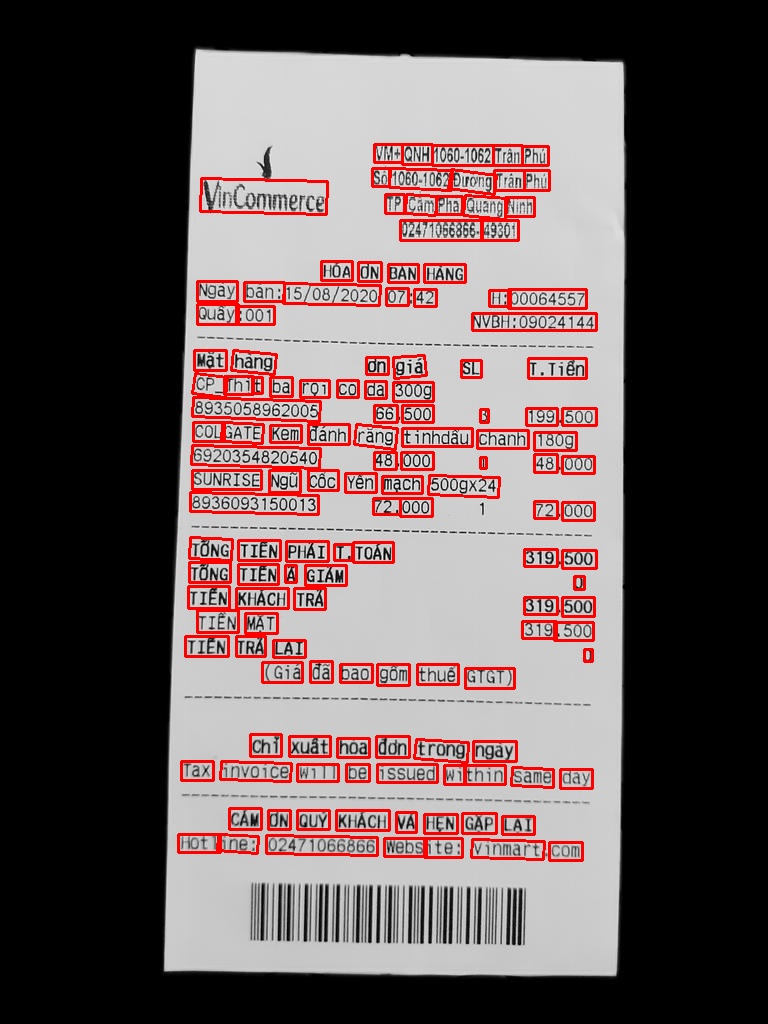 VinCommerce
VM+ QNH 1060-1062 Trần Phú
Số 1060-1062 Đường Trần Phú
TP Cẩm Phả Quảng Ninh
02471066866-49301
HÓA ĐƠN BÁN HÀNG
Ngày bán:15/08/2020 07:42 HĐ:00064557
Quầy:001 NVBH:09024144
Mặt hàng Đơn giá SL T.Tiền
CP_Thịt ba rọi có da 300g
8935058962005 66,500 3 199,500
COLGATE Kem đánh răng tinhdầu chanh 180g
6920354820540 48,000 1 48,000
SUNRISE Ngũ cốc Yến mạch 500gx24
8936093150013 72,000 1 72,000
TỔNG TIỀN PHẢI T.TOÁN 319,500
TỔNG TIỀN ĐÃ GIẢM 0
TIỀN KHÁCH TRẢ 319,500
TIỀN MẶT 319,500
TIỀN TRẢ LẠI 0
(Giá đã bao gồm thuế GTGT)
Chỉ xuất hóa đơn trong ngày
Tax invoice will be issued within same day
CẢM ƠN QUÝ KHÁCH VÀ HẸN GẶP LẠI
Hotline: 02471066866 Website: vinmart.com